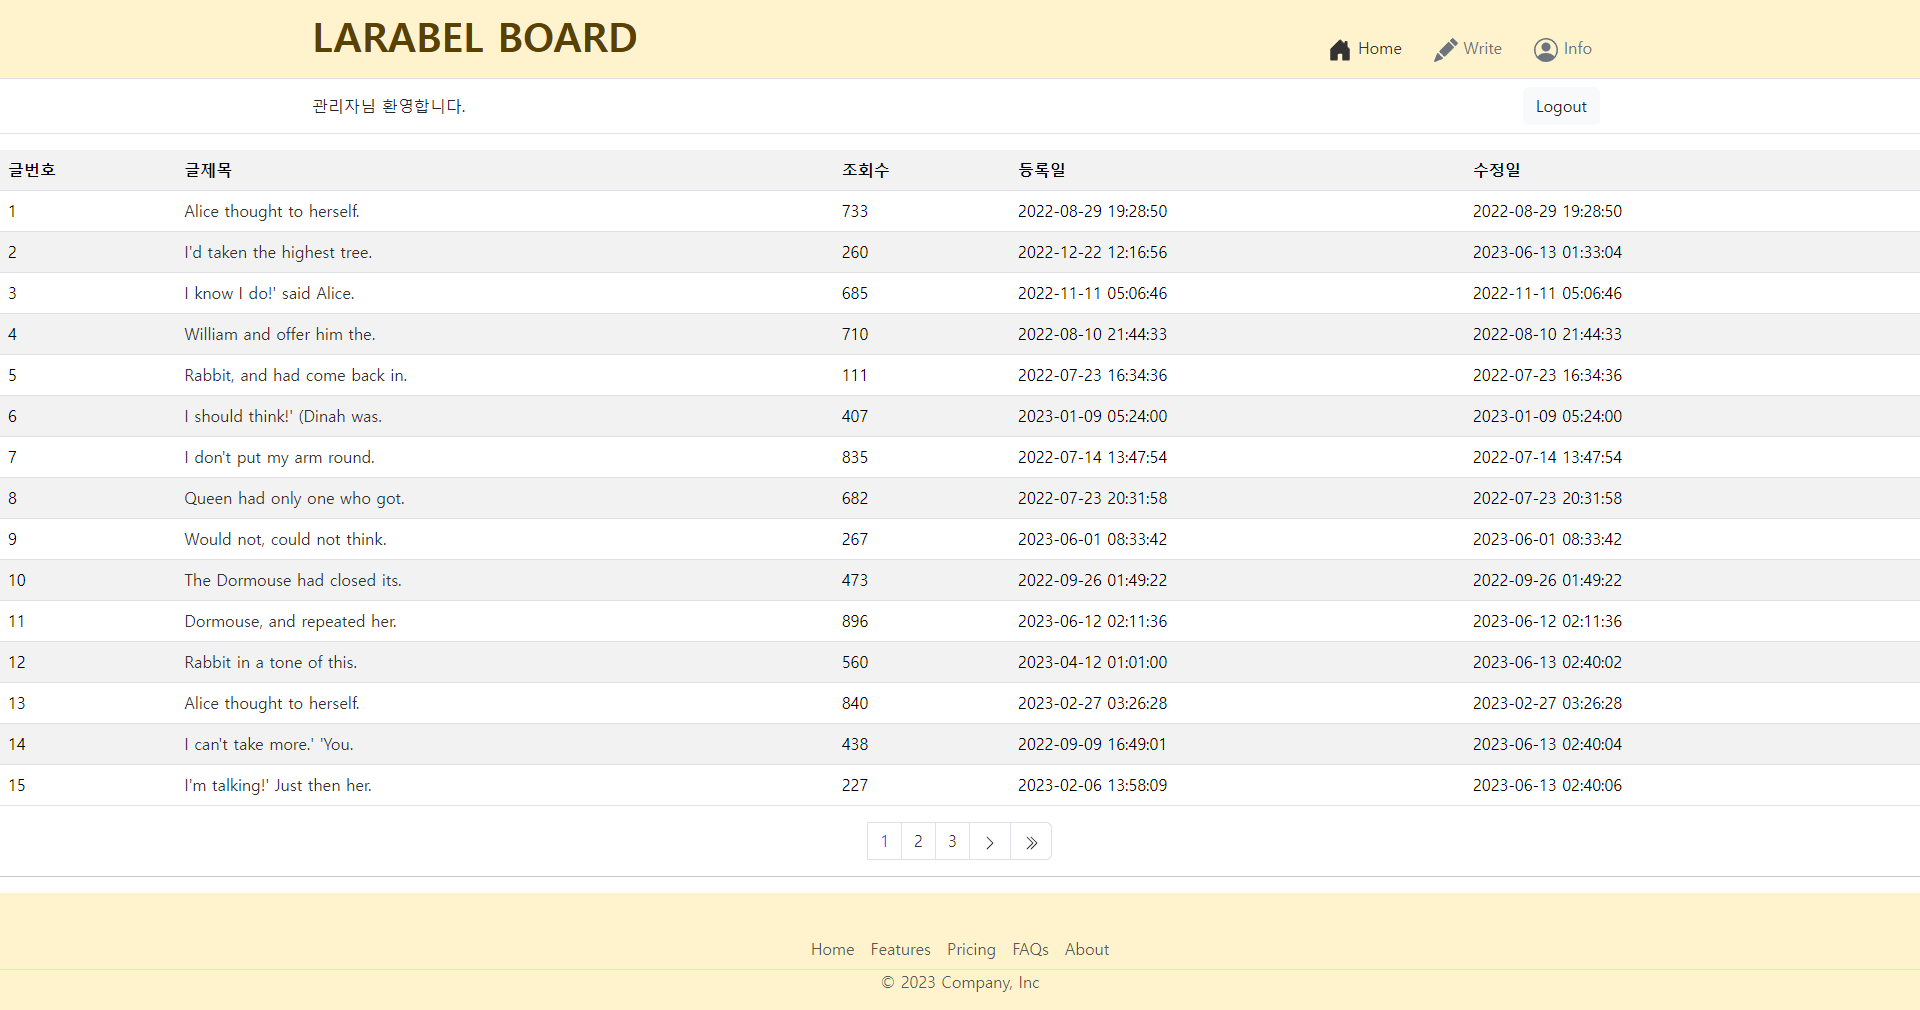 LARABEL BOARD
Home Write Info
관리자님 환영합니다.
Logout
글번호 글제목 조회수 등록일 수정일
1 Alice thought to herself. 733 2022-08-29 19:28:50 2022-08-29 19:28:50
2 I'd taken the highest tree. 260 2022-12-22 12:16:56 2023-06-13 01:33:04
3 I know I do!' said Alice. 685 2022-11-11 05:06:46 2022-11-11 05:06:46
4 William and offer him the. 710 2022-08-10 21:44:33 2022-08-10 21:44:33
5 Rabbit, and had come back in. 111 2022-07-23 16:34:36 2022-07-23 16:34:36
6 I should think!' (Dinah was. 407 2023-01-09 05:24:00 2023-01-09 05:24:00
7 I don't put my arm round. 835 2022-07-14 13:47:54 2022-07-14 13:47:54
8 Queen had only one who got. 682 2022-07-23 20:31:58 2022-07-23 20:31:58
9 Would not, could not think. 267 2023-06-01 08:33:42 2023-06-01 08:33:42
10 The Dormouse had closed its. 473 2022-09-26 01:49:22 2022-09-26 01:49:22
11 Dormouse, and repeated her. 896 2023-06-12 02:11:36 2023-06-12 02:11:36
12 Rabbit in a tone of this. 560 2023-04-12 01:01:00 2023-06-13 02:40:02
13 Alice thought to herself. 840 2023-02-27 03:26:28 2023-02-27 03:26:28
14 I can't take more.' 'You. 438 2022-09-09 16:49:01 2023-06-13 02:40:04
15 I'm talking!' Just then her. 227 2023-02-06 13:58:09 2023-06-13 02:40:06
1 2 3 > »
Home Features Pricing FAQs About
© 2023 Company, Inc